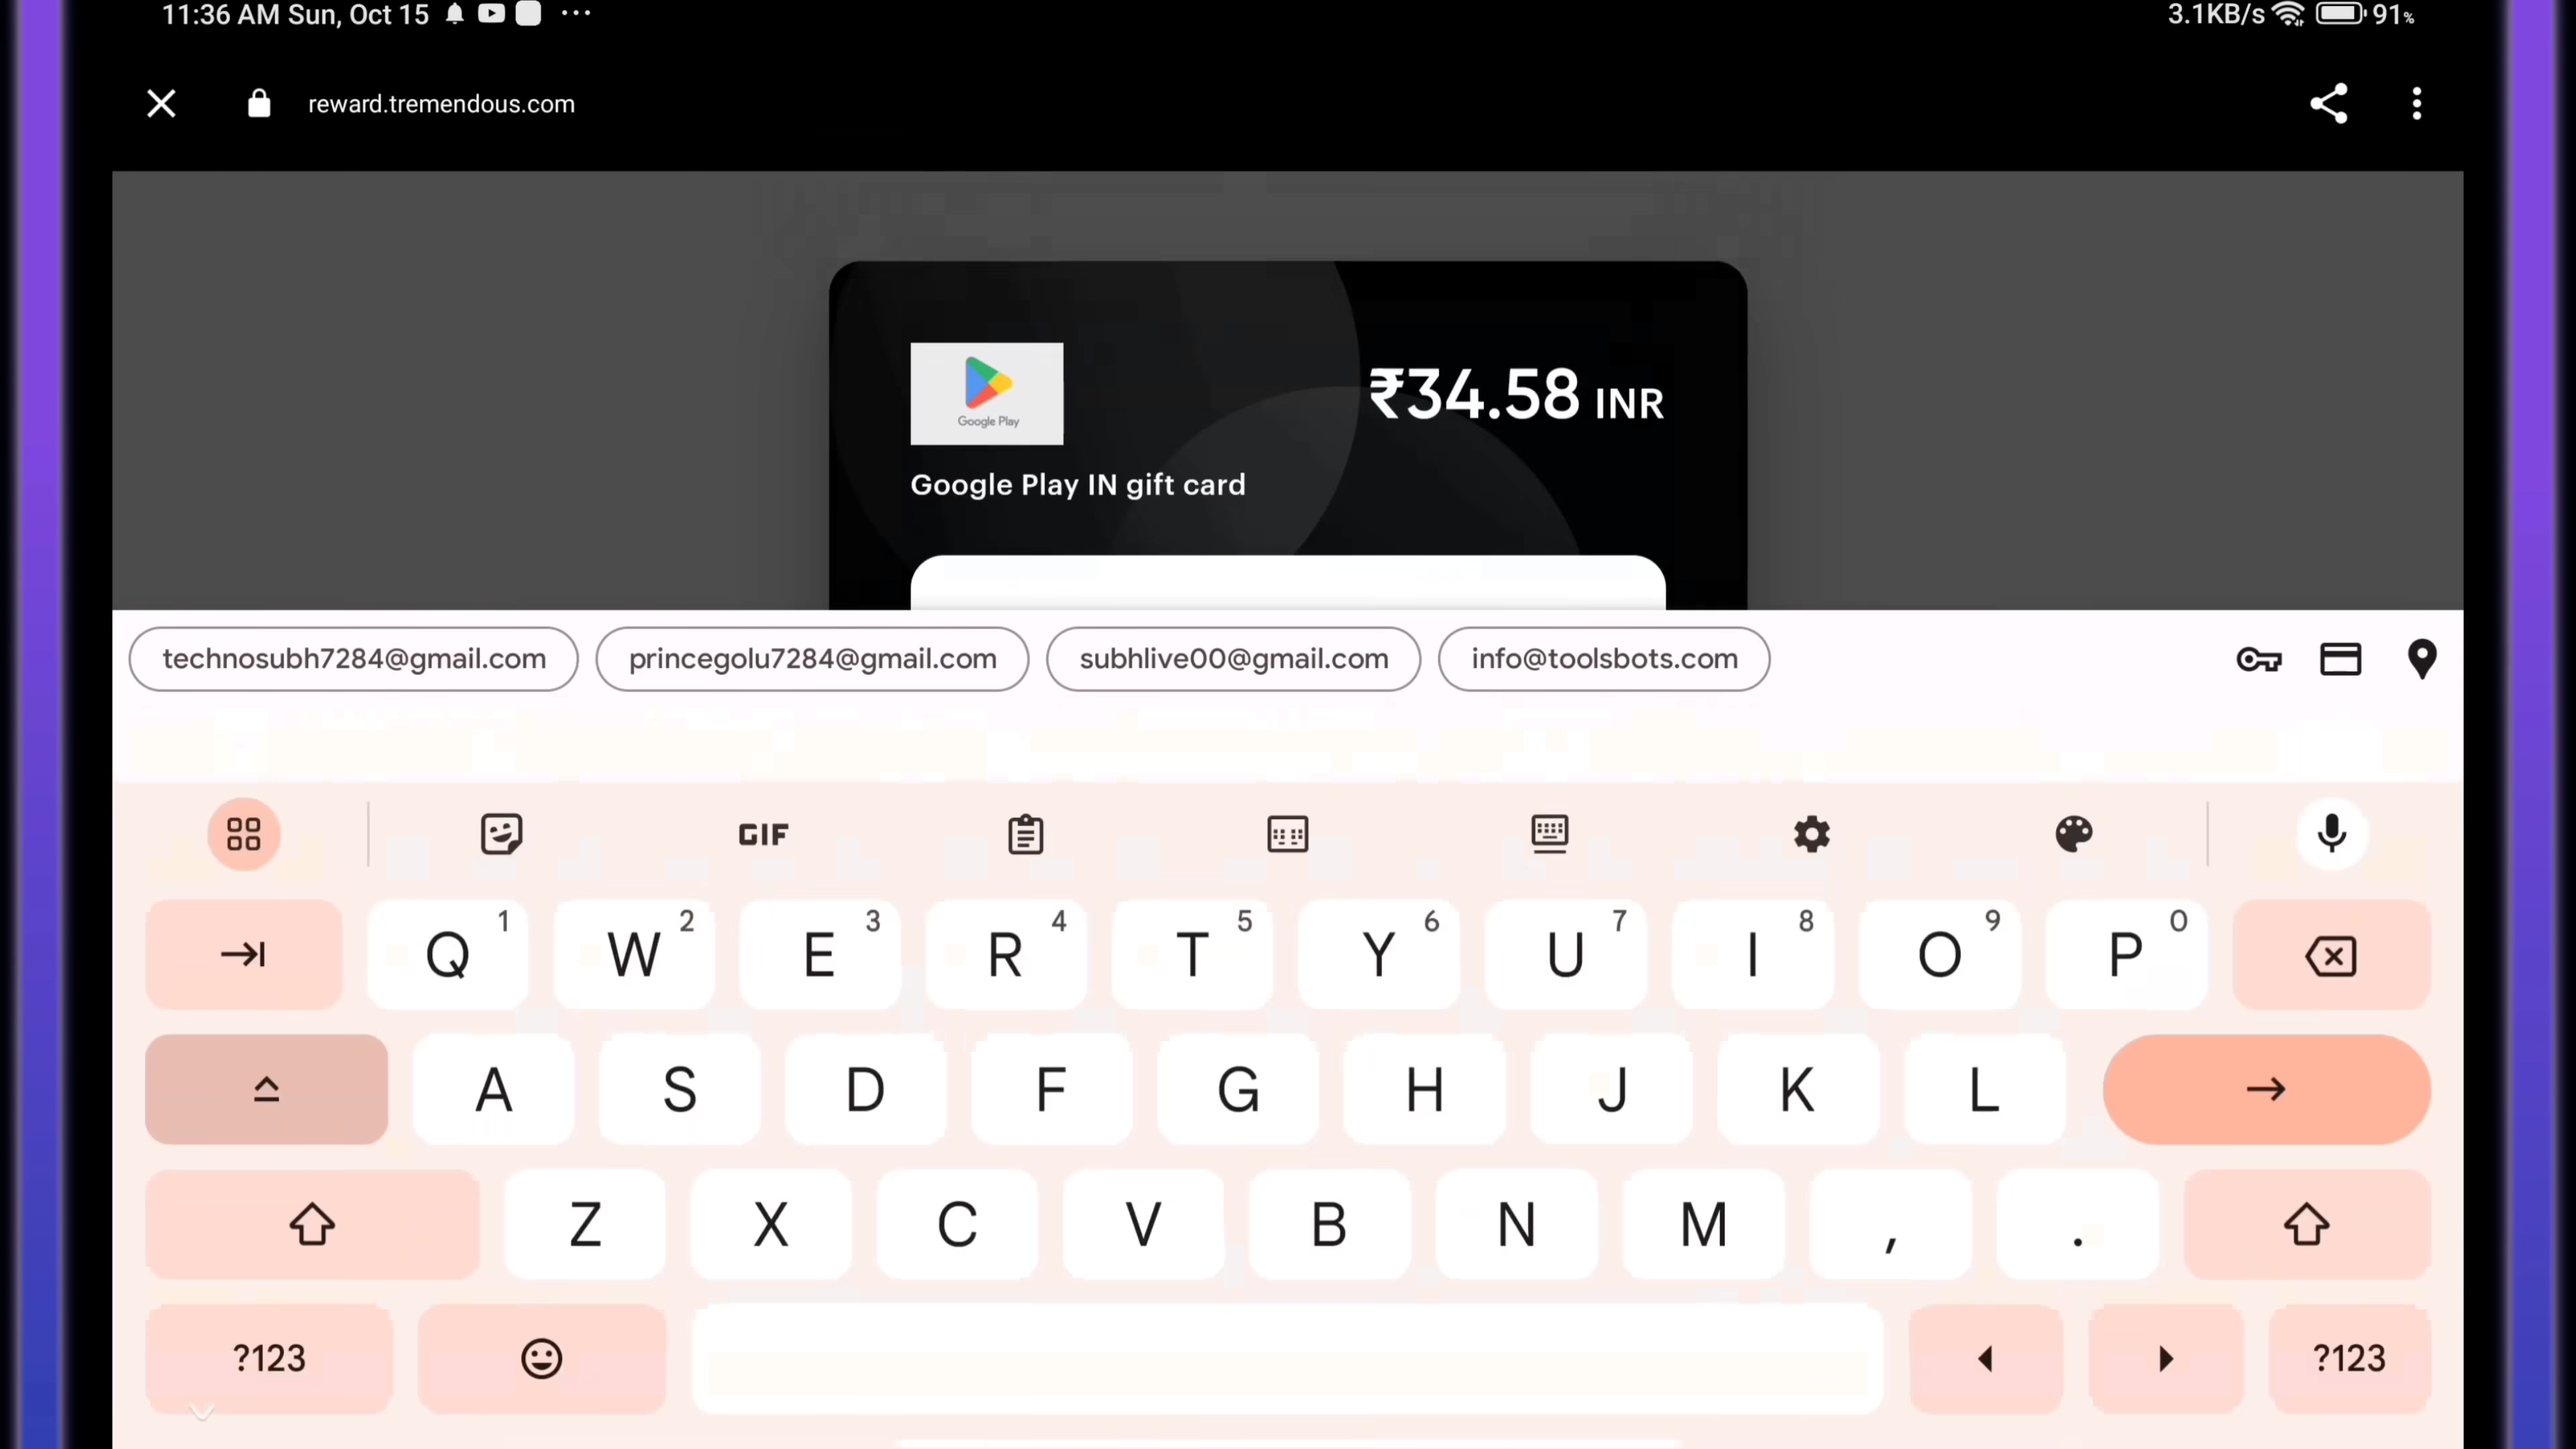 11:36 AM Sun, Oct 15 ... 3.1KB/s 91%
reward.tremendous.com
Google Play
₹34.58 INR
Google Play IN gift card
technosubh7284@gmail.com princegolu7284@gmail.com subhlive00@gmail.com info@toolsbots.com
GIF
Q 1 W 2 E 3 R 4 T 5 Y 6 U 7 I 8 O 9 P 0
A S D F G H J K L
Z X C V B N M , .
?123 ?123